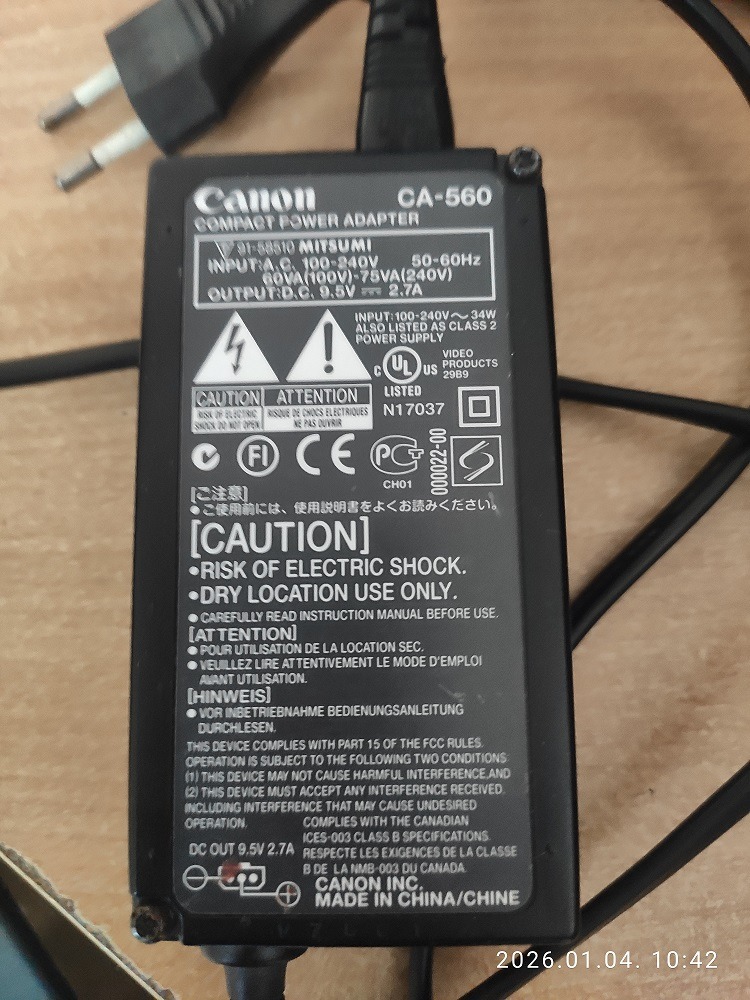 Canon CA-560
COMPACT POWER ADAPTER
91-58510 MITSUMI
INPUT:A.C. 100-240V 50-60Hz
60VA(100V)-75VA(240V)
OUTPUT:D.C. 9.5V ⎓ 2.7A
INPUT:100-240V～34W
ALSO LISTED AS CLASS 2
POWER SUPPLY
C UL US
LISTED
VIDEO
PRODUCTS
29B9
N17037
CAUTION
RISK OF ELECTRIC
SHOCK DO NOT OPEN
ATTENTION
RISQUE DE CHOCS ELECTRIQUES
NE PAS OUVRIR
FI CE PCT
CH01
000022-00
[ご注意]
●ご使用前には、使用説明書をよくお読みください。
[CAUTION]
•RISK OF ELECTRIC SHOCK.
•DRY LOCATION USE ONLY.
● CAREFULLY READ INSTRUCTION MANUAL BEFORE USE.
[ATTENTION]
● POUR UTILISATION DE LA LOCATION SEC.
● VEUILLEZ LIRE ATTENTIVEMENT LE MODE D'EMPLOI
AVANT UTILISATION.
[HINWEIS]
● VOR INBETRIEBNAHME BEDIENUNGSANLEITUNG
DURCHLESEN.
THIS DEVICE COMPLIES WITH PART 15 OF THE FCC RULES.
OPERATION IS SUBJECT TO THE FOLLOWING TWO CONDITIONS:
(1) THIS DEVICE MAY NOT CAUSE HARMFUL INTERFERENCE,AND
(2) THIS DEVICE MUST ACCEPT ANY INTERFERENCE RECEIVED.
INCLUDING INTERFERENCE THAT MAY CAUSE UNDESIRED
OPERATION.
COMPLIES WITH THE CANADIAN
ICES-003 CLASS B SPECIFICATIONS.
RESPECTE LES EXIGENCES DE LA CLASSE
B DE LA NMB-003 DU CANADA.
DC OUT 9.5V 2.7A
CANON INC.
MADE IN CHINA/CHINE
2026.01.04. 10:42